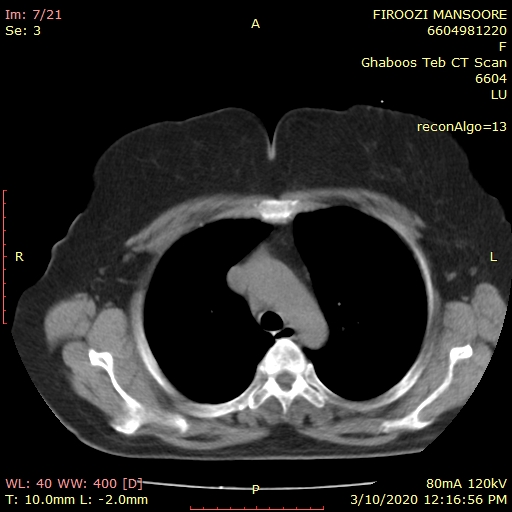 Im: 7/21
Se: 3
A
FIROOZI MANSOORE
6604981220
F
Ghaboos Teb CT Scan
6604
LU
reconAlgo=13
R
L
WL: 40 WW: 400 [D]
T: 10.0mm L: -2.0mm
P
80mA 120kV
3/10/2020 12:16:56 PM